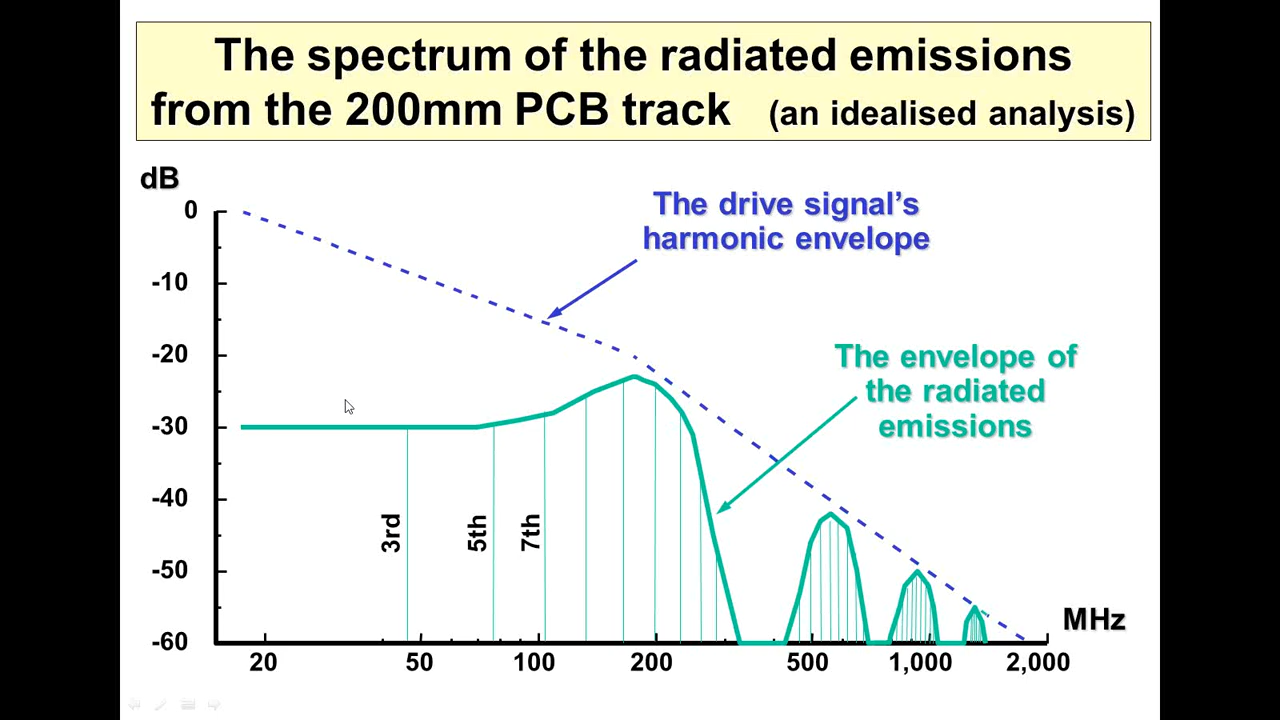 The spectrum of the radiated emissions
from the 200mm PCB track (an idealised analysis)
dB
0
-10
-20
-30
-40
-50
-60
The drive signal’s
harmonic envelope
The envelope of
the radiated
emissions
3rd
5th
7th
MHz
20 50 100 200 500 1,000 2,000